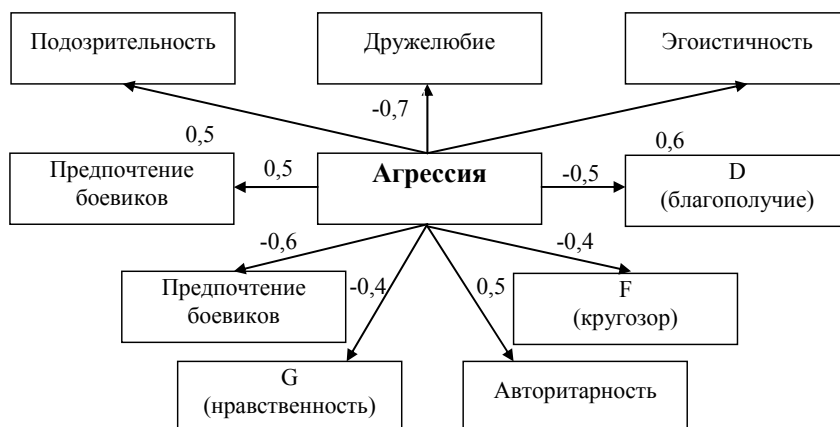 Подозрительность
Дружелюбие
Эгоистичность
-0,7
0,5
0,6
Предпочтение
боевиков
0,5
Агрессия
-0,5
D
(благополучие)
-0,6
-0,4
Предпочтение
боевиков
-0,4
0,5
F
(кругозор)
G
(нравственность)
Авторитарность